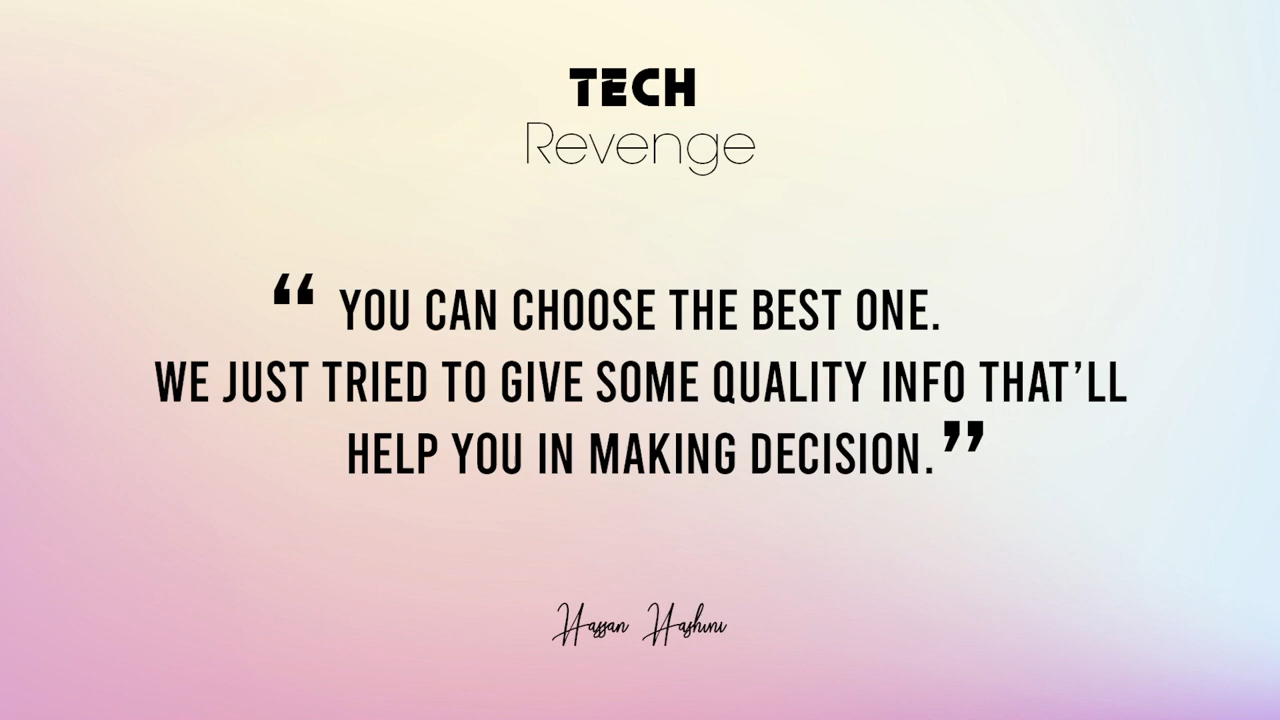 TECH
Revenge
“ YOU CAN CHOOSE THE BEST ONE.
WE JUST TRIED TO GIVE SOME QUALITY INFO THAT’LL
HELP YOU IN MAKING DECISION.”
Hassan Hashmi